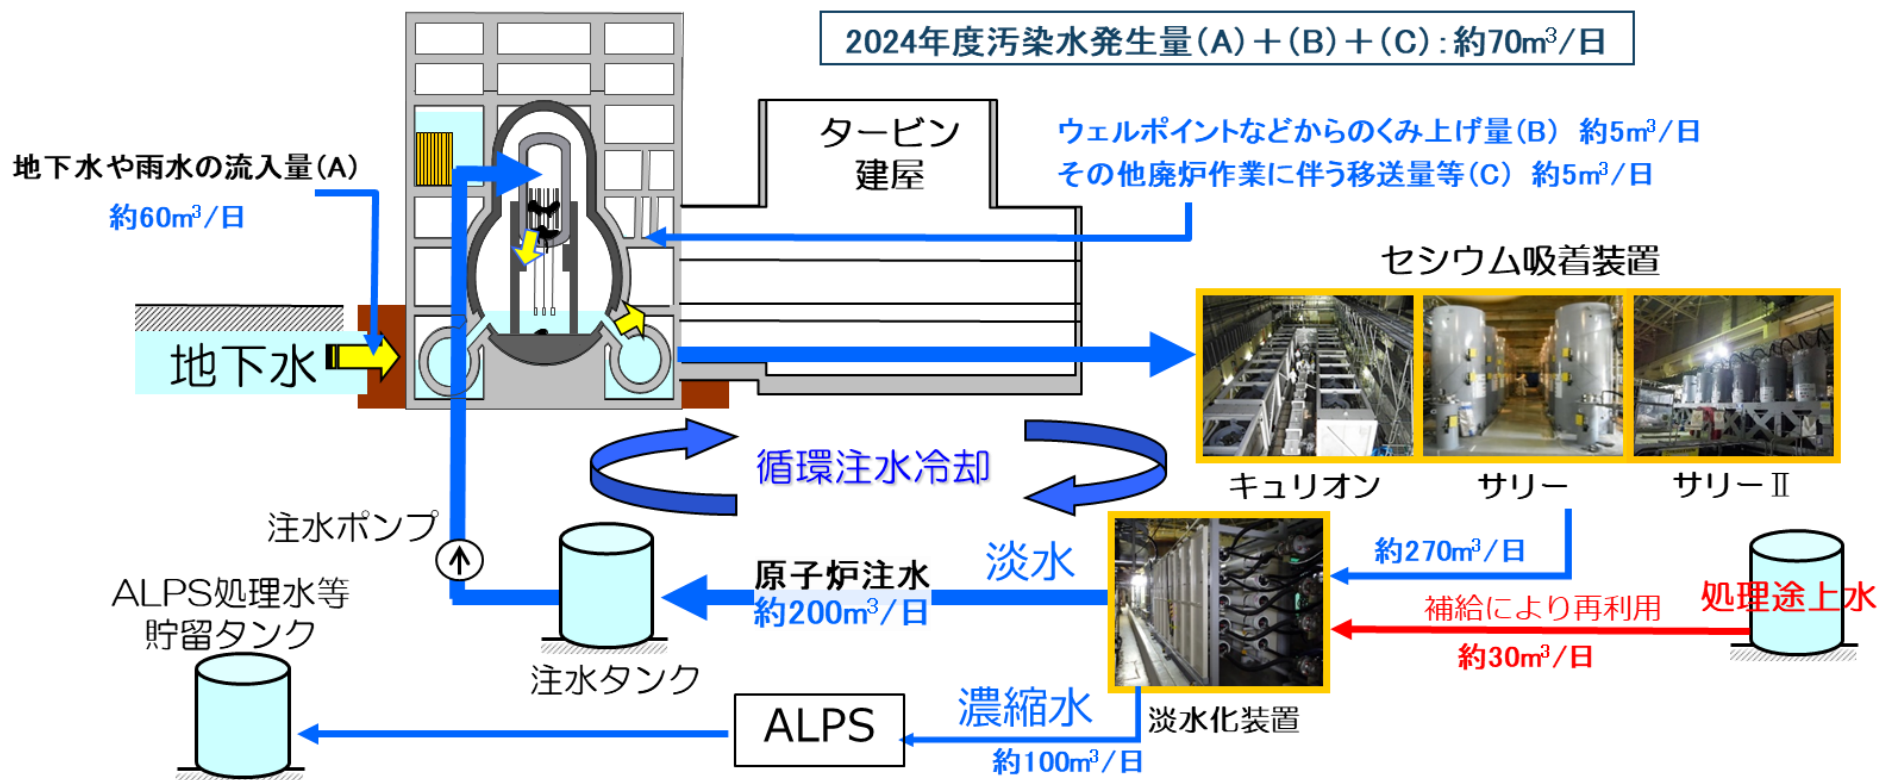 2024年度汚染水発生量(A)+(B)+(C):約70m³/日
タービン
建屋
ウェルポイントなどからのくみ上げ量(B) 約5m³/日
その他廃炉作業に伴う移送量等(C) 約5m³/日
地下水や雨水の流入量(A)
約60m³/日
セシウム吸着装置
地下水
循環注水冷却
キュリオン
サリー
サリーⅡ
注水ポンプ
淡水
原子炉注水
約200m³/日
約270m³/日
補給により再利用
処理途上水
約30m³/日
ALPS処理水等
貯留タンク
注水タンク
ALPS
濃縮水
約100m³/日
淡水化装置